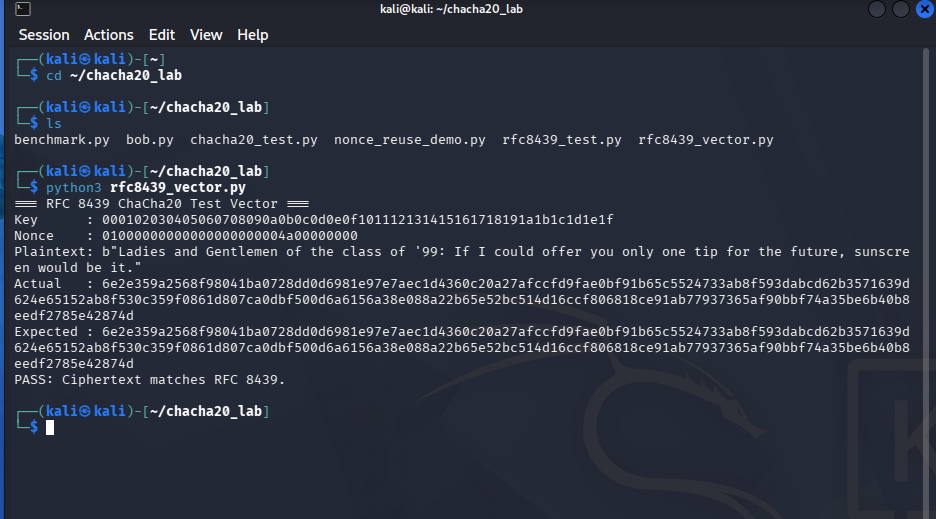 kali@kali: ~/chacha20_lab
Session Actions Edit View Help
┌──(kali㉿kali)-[~]
└─$ cd ~/chacha20_lab
┌──(kali㉿kali)-[~/chacha20_lab]
└─$ ls
benchmark.py bob.py chacha20_test.py nonce_reuse_demo.py rfc8439_test.py rfc8439_vector.py
┌──(kali㉿kali)-[~/chacha20_lab]
└─$ python3 rfc8439_vector.py
=== RFC 8439 ChaCha20 Test Vector ===
Key : 000102030405060708090a0b0c0d0e0f101112131415161718191a1b1c1d1e1f
Nonce : 01000000000000000000004a00000000
Plaintext: b"Ladies and Gentlemen of the class of '99: If I could offer you only one tip for the future, sunscre
en would be it."
Actual : 6e2e359a2568f98041ba0728dd0d6981e97e7aec1d4360c20a27afccfd9fae0bf91b65c5524733ab8f593dabcd62b3571639d
624e65152ab8f530c359f0861d807ca0dbf500d6a6156a38e088a22b65e52bc514d16ccf806818ce91ab77937365af90bbf74a35be6b40b8
eedf2785e42874d
Expected : 6e2e359a2568f98041ba0728dd0d6981e97e7aec1d4360c20a27afccfd9fae0bf91b65c5524733ab8f593dabcd62b3571639d
624e65152ab8f530c359f0861d807ca0dbf500d6a6156a38e088a22b65e52bc514d16ccf806818ce91ab77937365af90bbf74a35be6b40b8
eedf2785e42874d
PASS: Ciphertext matches RFC 8439.
┌──(kali㉿kali)-[~/chacha20_lab]
└─$